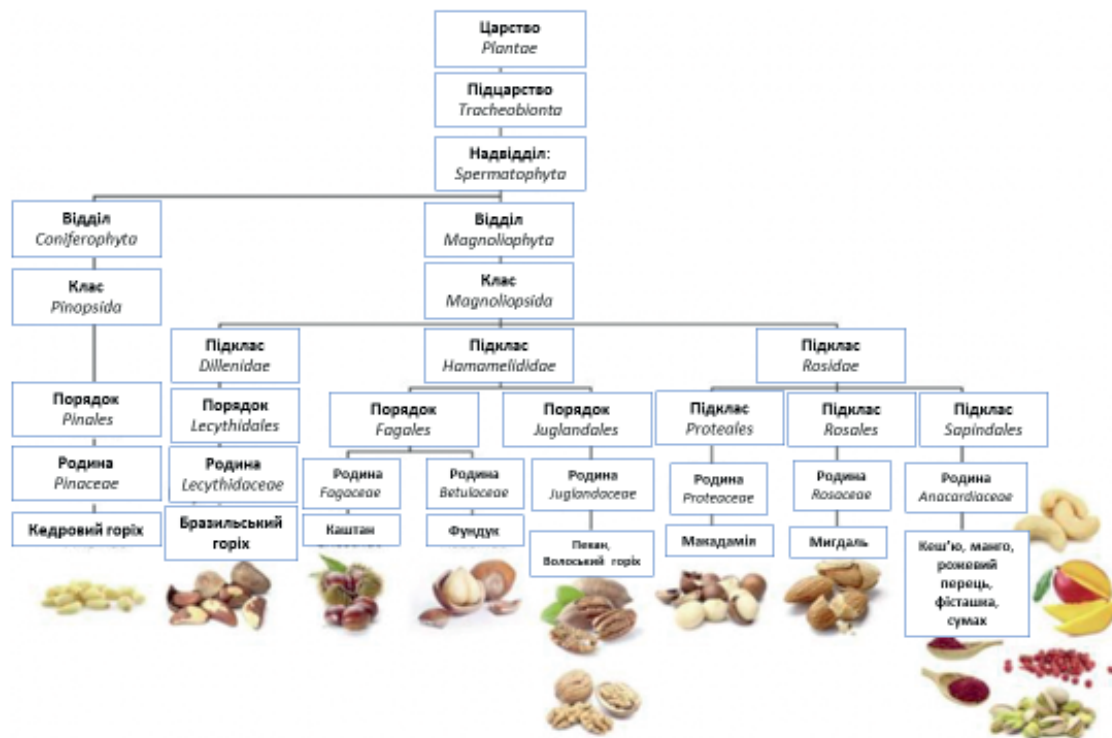 Царство
Plantae
Підцарство
Tracheobionta
Надвідділ:
Spermatophyta
Відділ
Coniferophyta
Відділ
Magnoliophyta
Клас
Pinopsida
Клас
Magnoliopsida
Підклас
Dillenidae
Підклас
Hamamelididae
Підклас
Rosidae
Порядок
Pinales
Порядок
Lecythidales
Порядок
Fagales
Порядок
Juglandales
Підклас
Proteales
Підклас
Rosales
Підклас
Sapindales
Родина
Pinaceae
Родина
Lecythidaceae
Родина
Fagaceae
Родина
Betulaceae
Родина
Juglandaceae
Родина
Proteaceae
Родина
Rosaceae
Родина
Anacardiaceae
Кедровий горіх
Бразильський
горіх
Каштан
Фундук
Пекан,
Волоський горіх
Макадамія
Мигдаль
Кеш'ю, манго,
рожевий
перець,
фісташка,
сумах